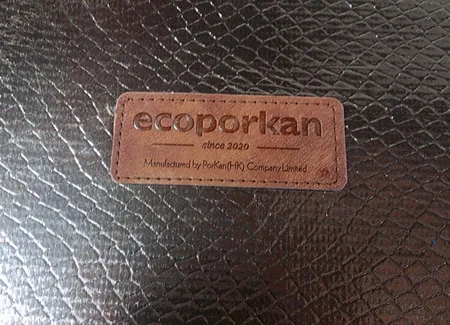 ecoporkan
since 2020
Manufactured by PorKan(HK) Company Limited